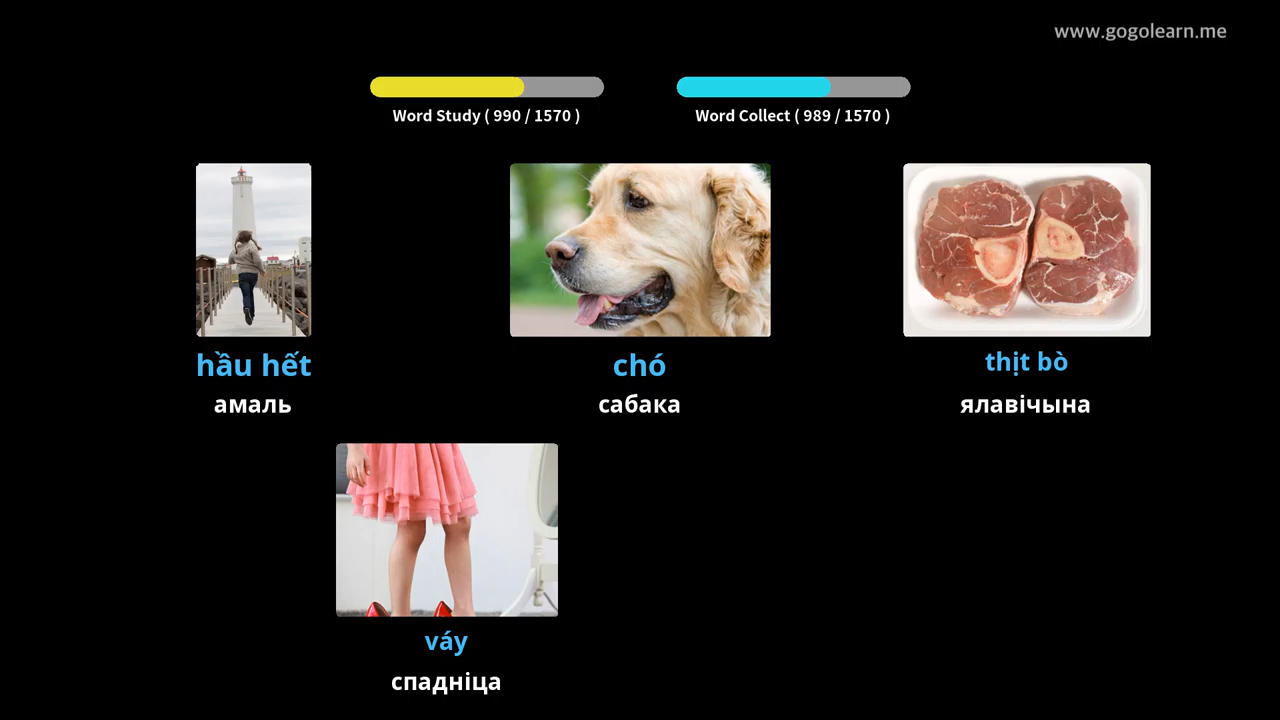 www.gogolearn.me
Word Study ( 990 / 1570 )
Word Collect ( 989 / 1570 )
hầu hết
амаль
chó
сабака
thịt bò
ялавічына
váy
спадніца